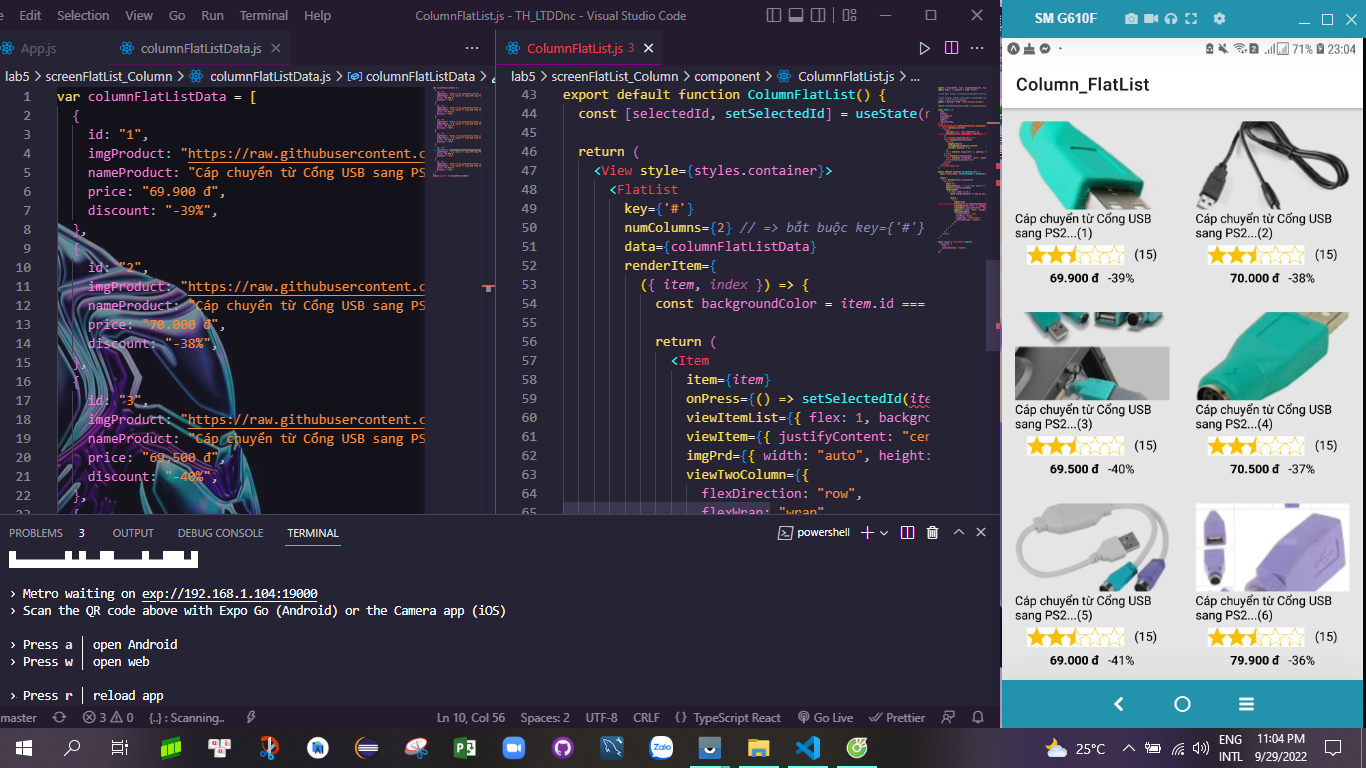 Edit Selection View Go Run Terminal Help ColumnFlatList.js - TH_LTDDnc - Visual Studio Code
App.js columnFlatListData.js ...
lab5 > screenFlatList_Column > columnFlatListData.js > columnFlatListData >
1 var columnFlatListData = [
2 {
3 id: "1",
4 imgProduct: "https://raw.githubusercontent.c
5 nameProduct: "Cáp chuyển từ Cổng USB sang PS
6 price: "69.900 đ",
7 discount: "-39%",
8 },
9 {
10 id: "2",
11 imgProduct: "https://raw.githubusercontent.c
12 nameProduct: "Cáp chuyển từ Cổng USB sang PS
13 price: "70.000 đ",
14 discount: "-38%",
15 },
16 {
17 id: "3",
18 imgProduct: "https://raw.githubusercontent.c
19 nameProduct: "Cáp chuyển từ Cổng USB sang PS
20 price: "69.500 đ",
21 discount: "-40%",
22 },
ColumnFlatList.js 3 ...
lab5 > screenFlatList_Column > component > ColumnFlatList.js > ...
43 export default function ColumnFlatList() {
44 const [selectedId, setSelectedId] = useState(n
45
46 return (
47 <View style={styles.container}>
48 <FlatList
49 key={'#'}
50 numColumns={2} // => bắt buộc key={'#'}
51 data={columnFlatListData}
52 renderItem={
53 ({ item, index }) => {
54 const backgroundColor = item.id ===
55
56 return (
57 <Item
58 item={item}
59 onPress={() => setSelectedId(ite
60 viewItemList={{ flex: 1, backgro
61 viewItem={{ justifyContent: "cen
62 imgPrd={{ width: "auto", height:
63 viewTwoColumn={{
64 flexDirection: "row",
65 flexWrap: "wrap"
PROBLEMS 3 OUTPUT DEBUG CONSOLE TERMINAL powershell
› Metro waiting on exp://192.168.1.104:19000
› Scan the QR code above with Expo Go (Android) or the Camera app (iOS)
› Press a │ open Android
› Press w │ open web
› Press r │ reload app
master 3 0 {..} : Scanning.. Ln 10, Col 56 Spaces: 2 UTF-8 CRLF {} TypeScript React Go Live Prettier
SM G610F
71% 23:04
Column_FlatList
Cáp chuyển từ Cổng USB
sang PS2...(1)
(15)
69.900 đ -39%
Cáp chuyển từ Cổng USB
sang PS2...(2)
(15)
70.000 đ -38%
Cáp chuyển từ Cổng USB
sang PS2...(3)
(15)
69.500 đ -40%
Cáp chuyển từ Cổng USB
sang PS2...(4)
(15)
70.500 đ -37%
Cáp chuyển từ Cổng USB
sang PS2...(5)
(15)
69.000 đ -41%
Cáp chuyển từ Cổng USB
sang PS2...(6)
(15)
79.900 đ -36%
Zalo 25°C ENG
INTL
11:04 PM
9/29/2022